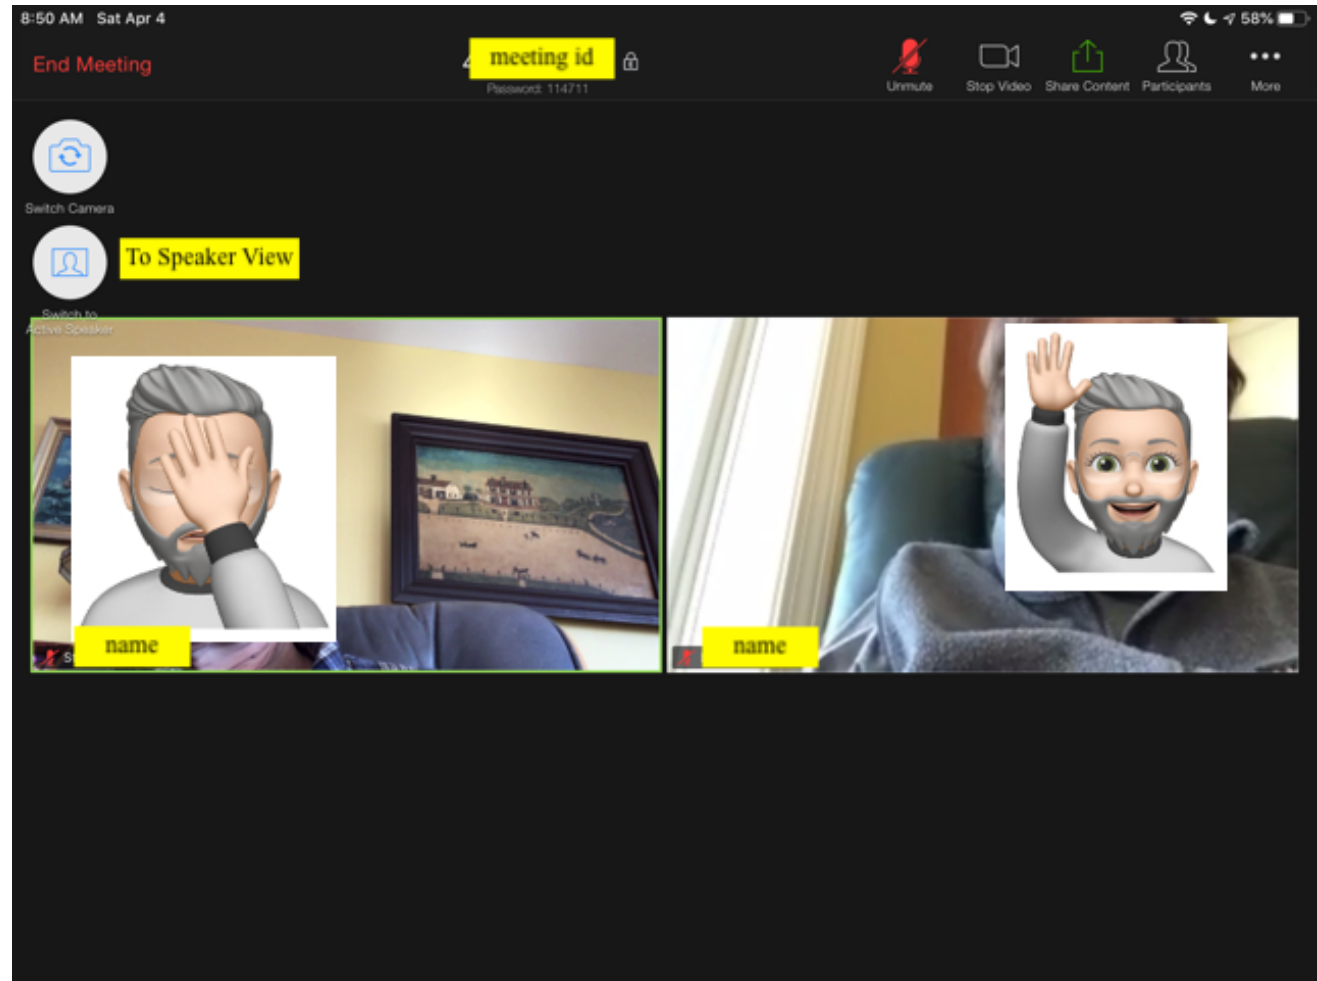 8:50 AM Sat Apr 4
58%
End Meeting
meeting id
Password: 114711
Unmute
Stop Video
Share Content
Participants
More
Switch Camera
To Speaker View
Switch to
Active Speaker
name
name